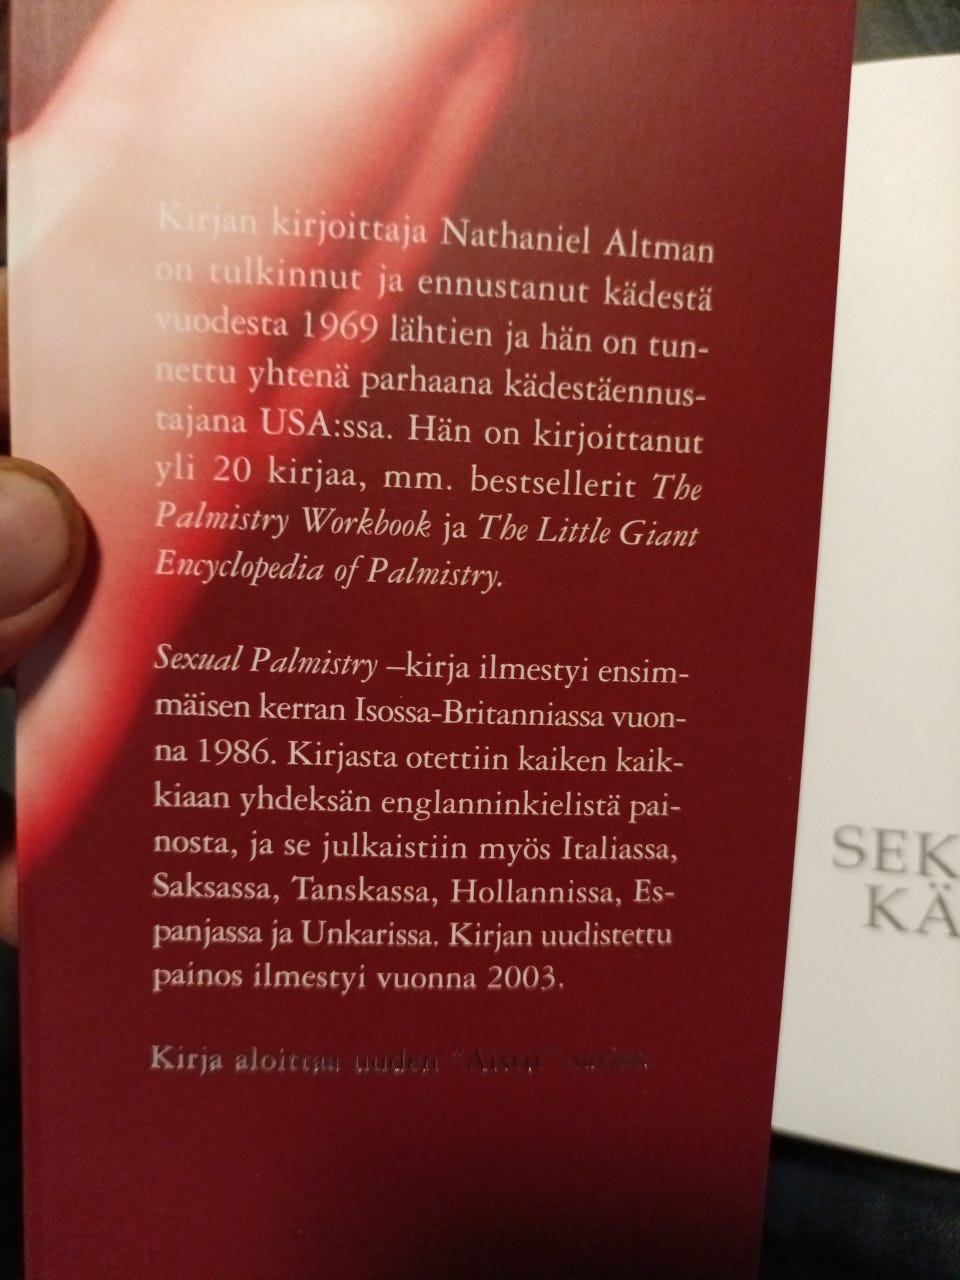 Kirjan kirjoittaja Nathaniel Altman
on tulkinnut ja ennustanut kädestä
vuodesta 1969 lähtien ja hän on tun-
nettu yhtenä parhaana kädestäennus-
tajana USA:ssa. Hän on kirjoittanut
yli 20 kirjaa, mm. bestsellerit The
Palmistry Workbook ja The Little Giant
Encyclopedia of Palmistry.
Sexual Palmistry –kirja ilmestyi ensim-
mäisen kerran Isossa-Britanniassa vuon-
na 1986. Kirjasta otettiin kaiken kaik-
kiaan yhdeksän englanninkielistä pai-
nosta, ja se julkaistiin myös Italiassa,
Saksassa, Tanskassa, Hollannissa, Es-
panjassa ja Unkarissa. Kirjan uudistettu
painos ilmestyi vuonna 2003.
Kirja aloittaa uuden
SEK
KÄ